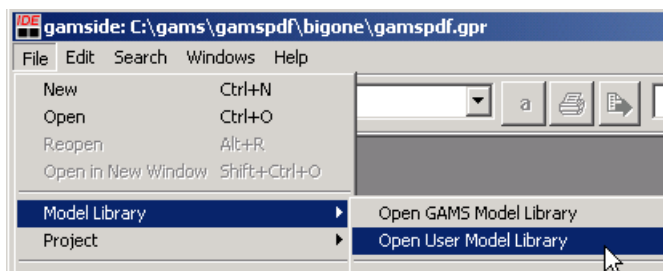 IDE gamside: C:\gams\gamspdf\bigone\gamspdf.gpr
File Edit Search Windows Help
New Ctrl+N
Open Ctrl+O
a
Reopen Alt+R
Open in New Window Shift+Ctrl+O
Model Library Open GAMS Model Library
Project Open User Model Library